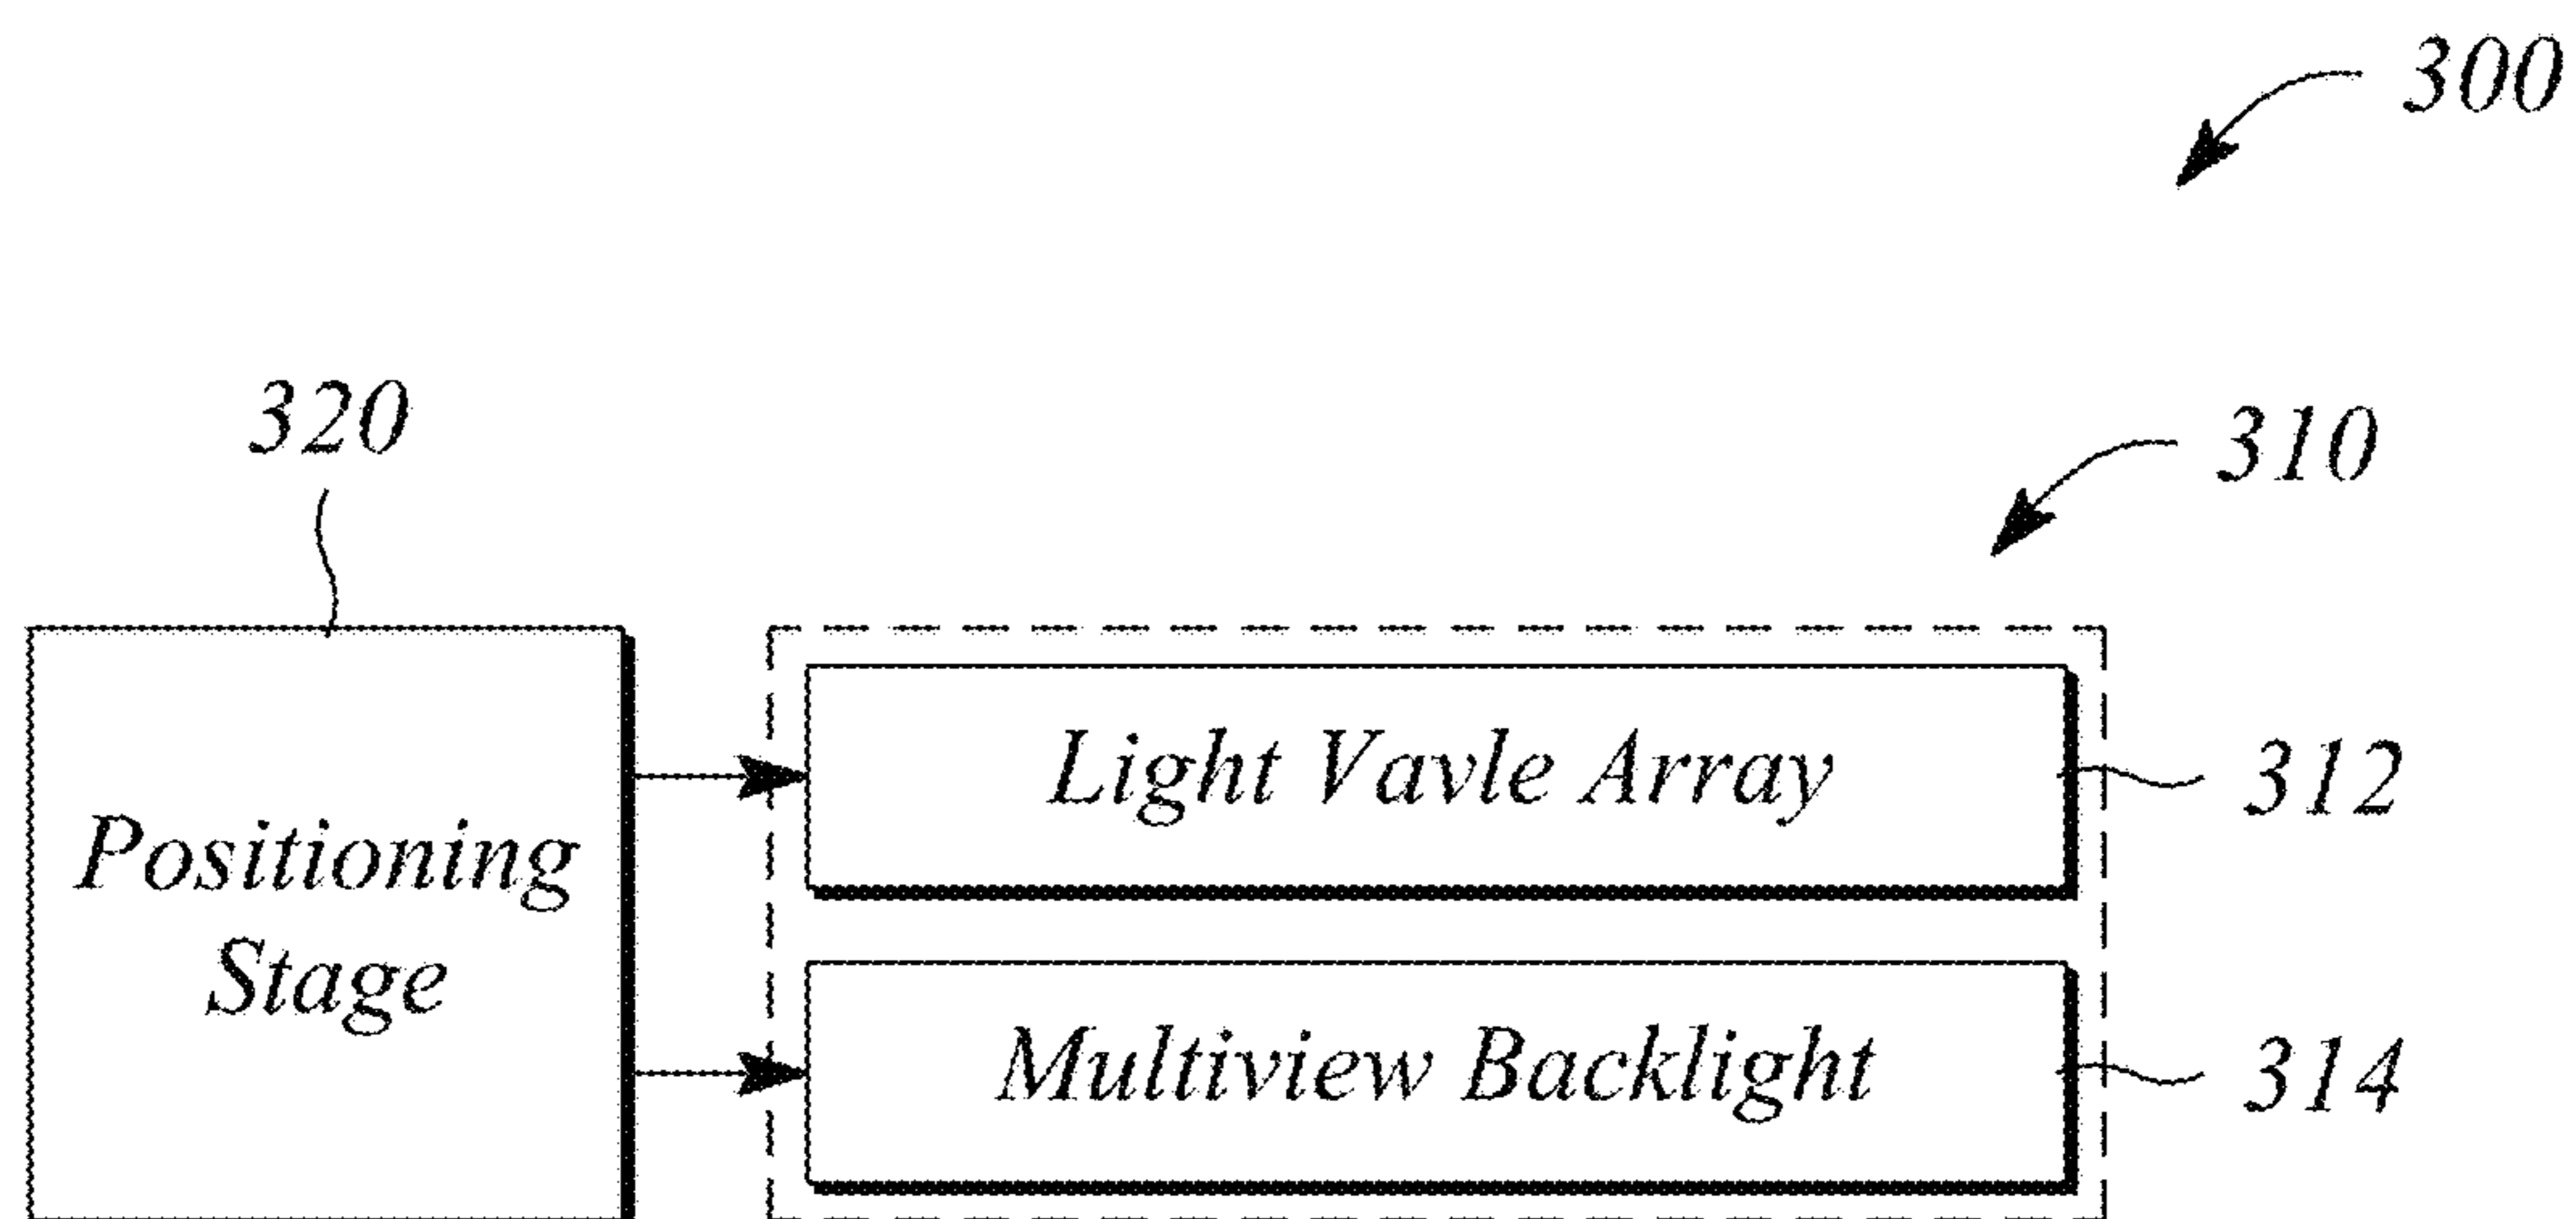 300
320
310
Light Vavle Array
312
Positioning
Stage
Multiview Backlight
314